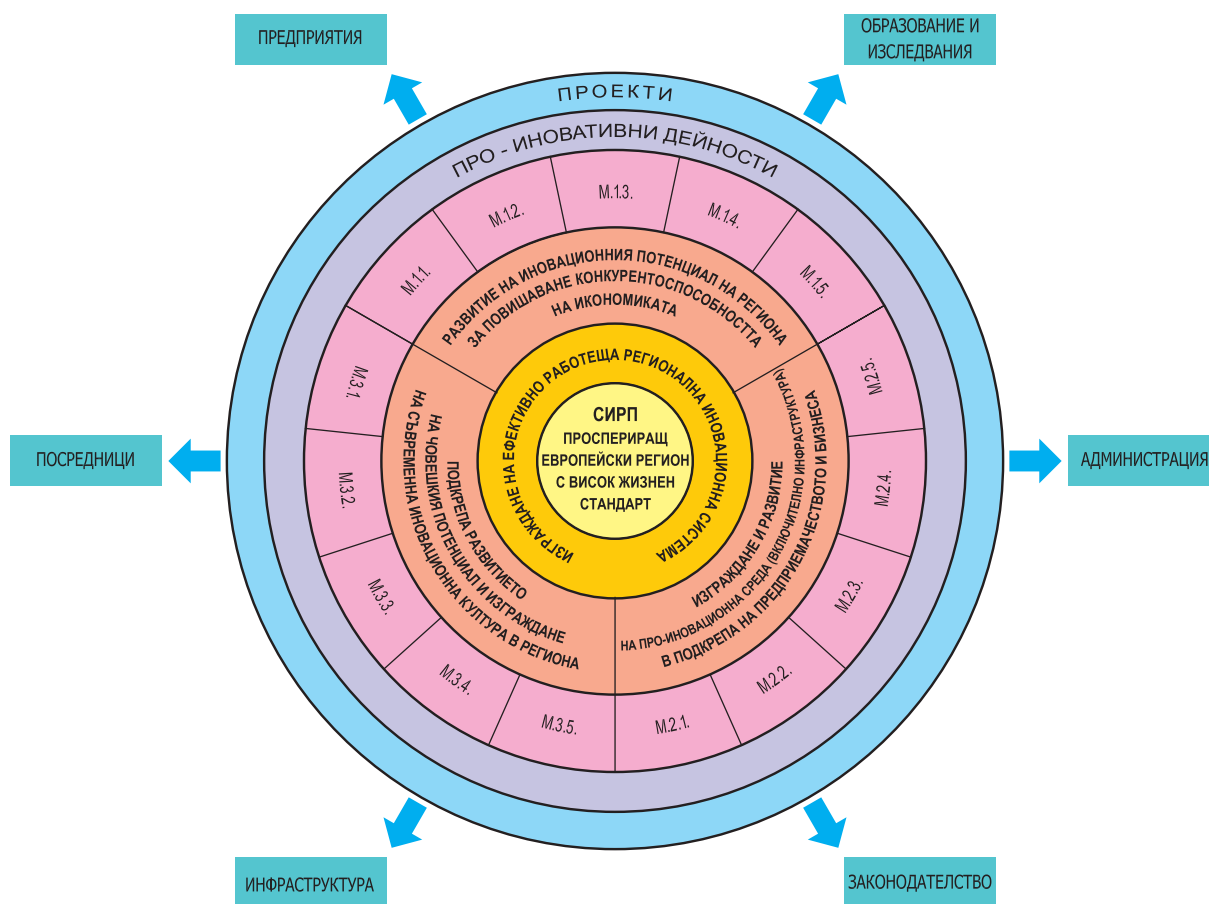 ПРЕДПРИЯТИЯ
ОБРАЗОВАНИЕ И
ИЗСЛЕДВАНИЯ
ПРОЕКТИ
ПРО - ИНОВАТИВНИ ДЕЙНОСТИ
М.1.1.
М.1.2.
М.1.3.
М.1.4.
М.1.5.
М.2.5.
М.2.4.
М.2.3.
М.2.2.
М.2.1.
М.3.5.
М.3.4.
М.3.3.
М.3.2.
М.3.1.
РАЗВИТИЕ НА ИНОВАЦИОННИЯ ПОТЕНЦИАЛ НА РЕГИОНА
ЗА ПОВИШАВАНЕ КОНКУРЕНТОСПОСОБНОСТТА
НА ИКОНОМИКАТА
ИЗГРАЖДАНЕ И РАЗВИТИЕ
НА ПРО-ИНОВАЦИОННА СРЕДА (ВКЛЮЧИТЕЛНО ИНФРАСТРУКТУРА)
В ПОДКРЕПА НА ПРЕДПРИЕМАЧЕСТВОТО И БИЗНЕСА
ПОДКРЕПА РАЗВИТИЕТО
НА ЧОВЕШКИЯ ПОТЕНЦИАЛ И ИЗГРАЖДАНЕ
НА СЪВРЕМЕННА ИНОВАЦИОННА КУЛТУРА В РЕГИОНА
ИЗГРАЖДАНЕ НА ЕФЕКТИВНО РАБОТЕЩА РЕГИОНАЛНА ИНОВАЦИОННА СИСТЕМА
СИРП
ПРОСПЕРИРАЩ
ЕВРОПЕЙСКИ РЕГИОН
С ВИСОК ЖИЗНЕН
СТАНДАРТ
ПОСРЕДНИЦИ
АДМИНИСТРАЦИЯ
ИНФРАСТРУКТУРА
ЗАКОНОДАТЕЛСТВО